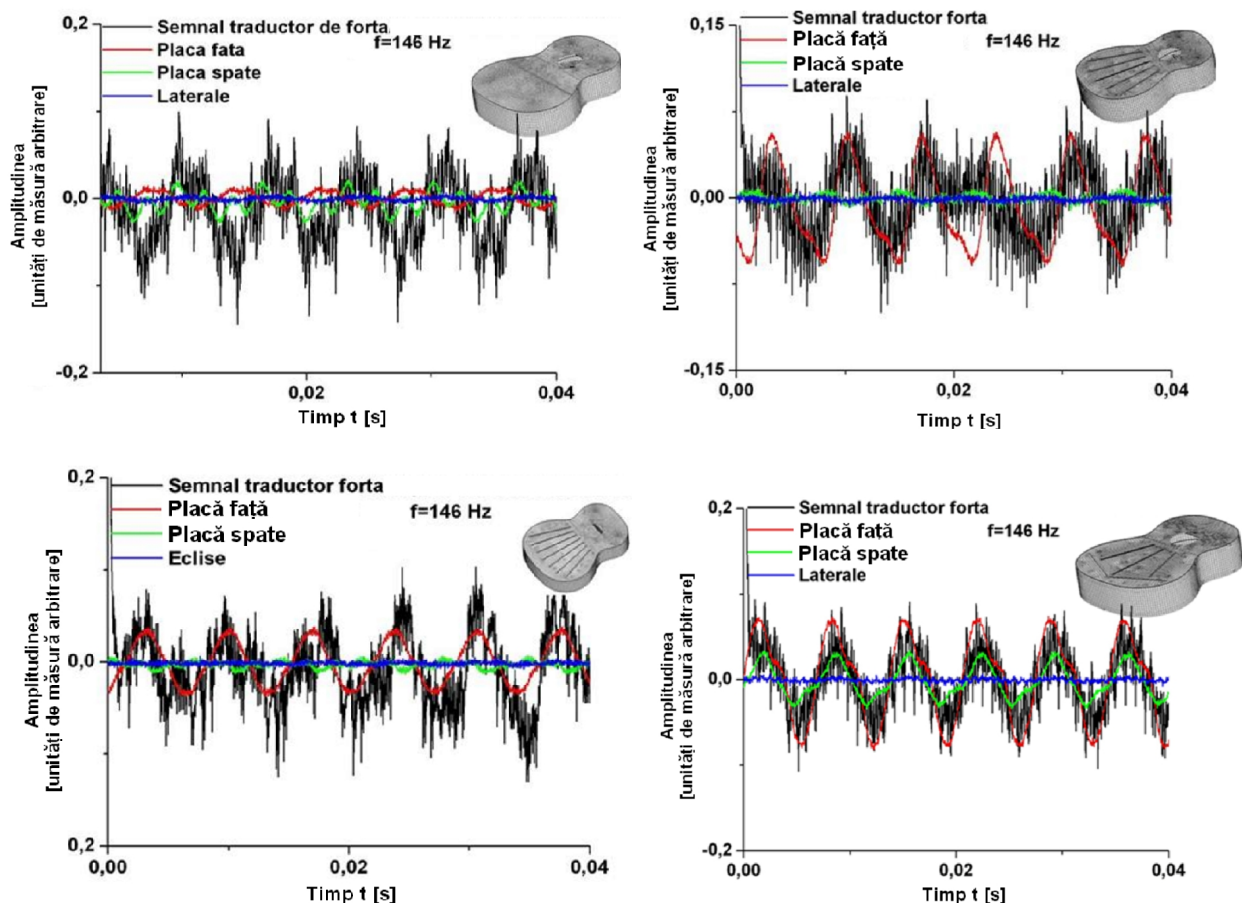 0,2
Semnal traductor de forta
Placa fata
Placa spate
Laterale
f=146 Hz
0,0
-0,2
0,02
0,04
Timp t [s]
Amplitudinea
[unități de măsură arbitrare]
0,15
Semnal traductor forta
Placă față
Placă spate
Laterale
f=146 Hz
0,00
-0,15
0,00
0,02
0,04
Timp t [s]
Amplitudinea
[unități de măsură arbitrare]
0,2
Semnal traductor forta
Placă față
Placă spate
Eclise
f=146 Hz
0,0
0,2
0,00
0,02
0,04
Timp t [s]
Amplitudinea
[unități de măsură arbitrare]
0,2
Semnal traductor forta
Placă față
Placă spate
Laterale
f=146 Hz
0,0
-0,2
0,00
0,02
0,04
Timp t [s]
Amplitudinea
[unități de măsură arbitrare]